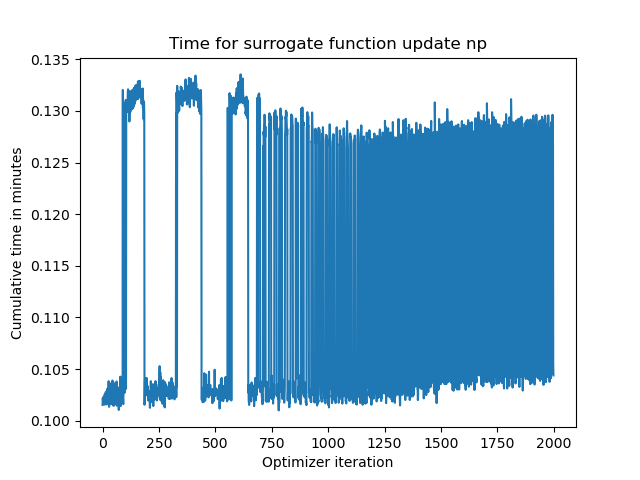 Time for surrogate function update np
0.135
0.130
0.125
0.120
0.115
0.110
0.105
0.100
Cumulative time in minutes
0 250 500 750 1000 1250 1500 1750 2000
Optimizer iteration